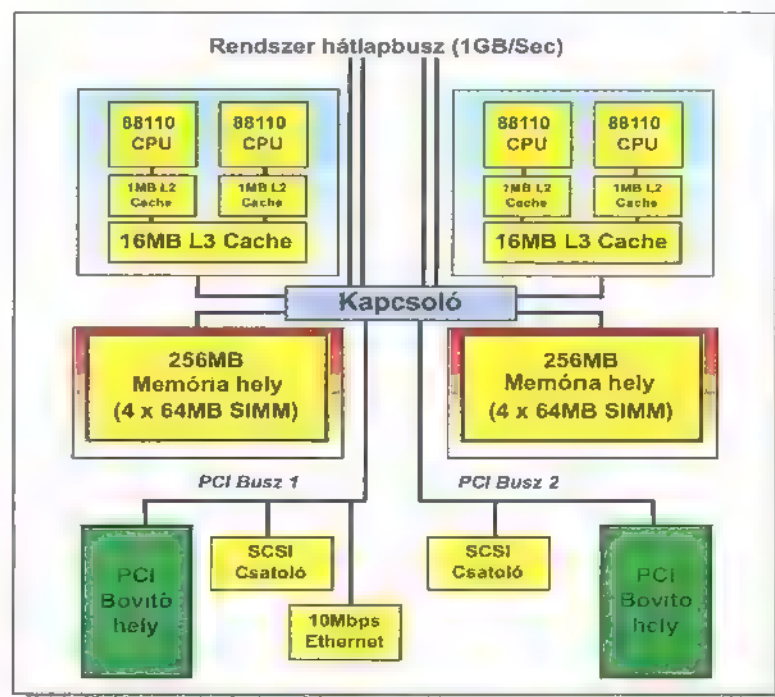 Rendszer hátlapbusz (1GB/Sec)
88110
CPU
88110
CPU
1MB L2
Cache
1MB L2
Cache
16MB L3 Cache
88110
CPU
88110
CPU
1MB L2
Cache
1MB L2
Cache
16MB L3 Cache
Kapcsoló
256MB
Memória hely
(4 x 64MB SIMM)
256MB
Memória hely
(4 x 64MB SIMM)
PCI Busz 1
PCI Busz 2
PCI
Bovitó
hely
SCSI
Csatoló
10Mbps
Ethernet
SCSI
Csatoló
PCI
Bovito
hely